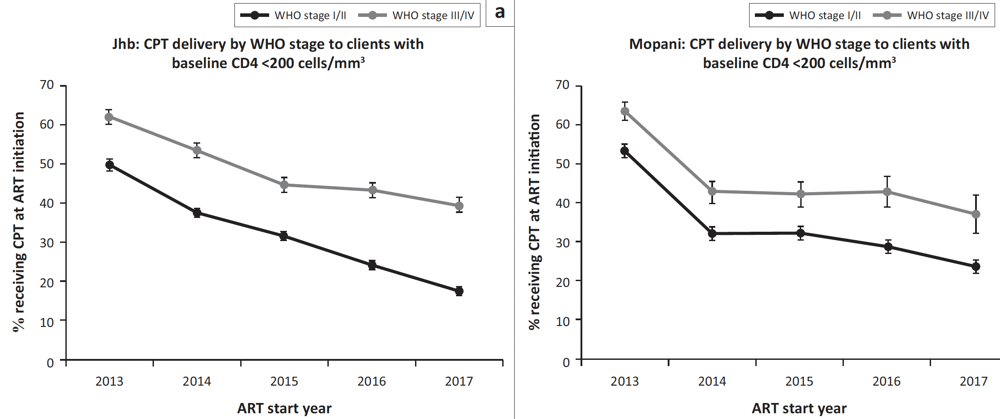 WHO stage I/II WHO stage III/IV
a
Jhb: CPT delivery by WHO stage to clients with
baseline CD4 <200 cells/mm³
% receiving CPT at ART initiation
70
60
50
40
30
20
10
0
2013 2014 2015 2016 2017
ART start year
WHO stage I/II WHO stage III/IV
Mopani: CPT delivery by WHO stage to clients with
baseline CD4 <200 cells/mm³
% receiving CPT at ART initiation
70
60
50
40
30
20
10
0
2013 2014 2015 2016 2017
ART start year